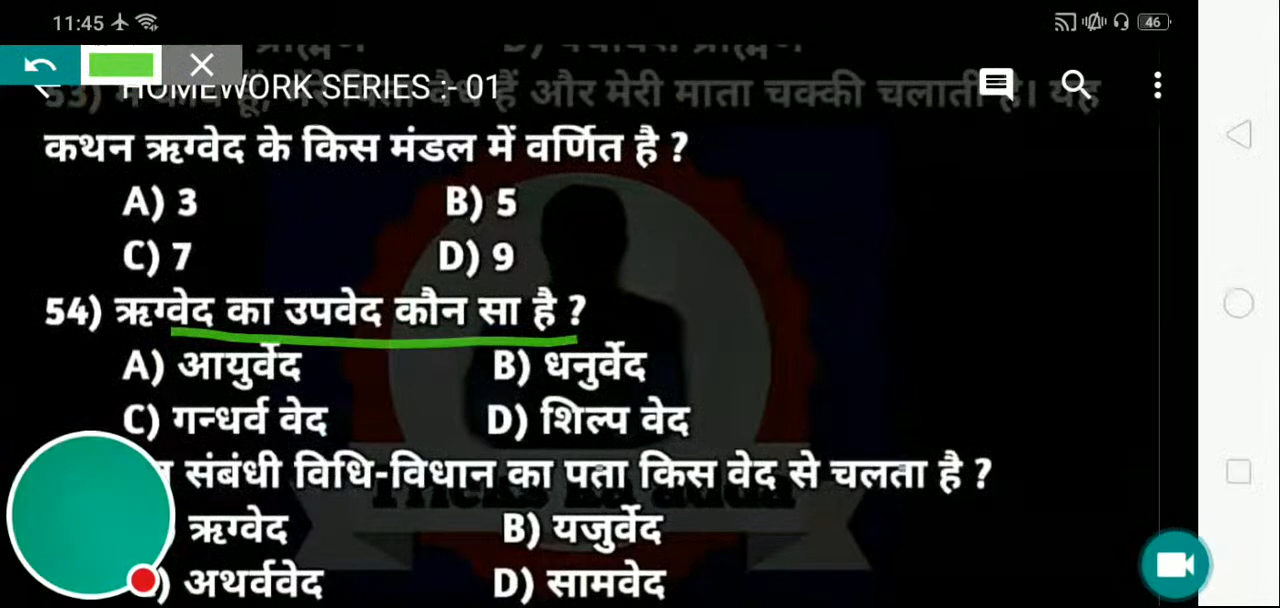 11:45
46
HOMEWORK SERIES :- 01
और मेरी माता चक्की चलाती है। यह
कथन ऋग्वेद के किस मंडल में वर्णित है ?
A) 3 B) 5
C) 7 D) 9
54) ऋग्वेद का उपवेद कौन सा है ?
A) आयुर्वेद B) धनुर्वेद
C) गन्धर्व वेद D) शिल्प वेद
संबंधी विधि-विधान का पता किस वेद से चलता है ?
ऋग्वेद B) यजुर्वेद
) अथर्ववेद D) सामवेद